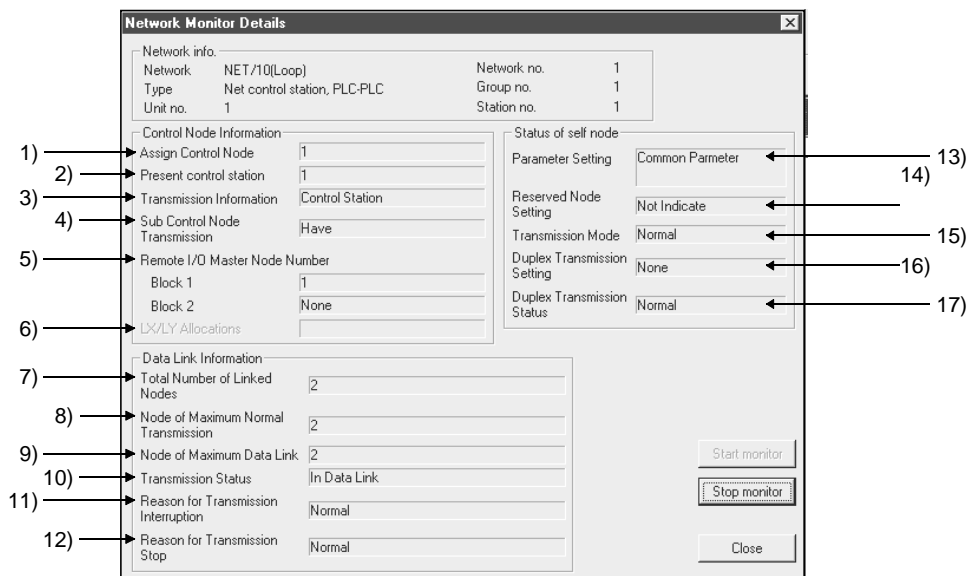 Network Monitor Details
Network info.
Network NET/10(Loop) Network no. 1
Type Net control station, PLC-PLC Group no. 1
Unit no. 1 Station no. 1
Control Node Information
1) Assign Control Node 1
2) Present control station 1
3) Transmission Information Control Station
4) Sub Control Node
Transmission Have
5) Remote I/O Master Node Number
Block 1 1
Block 2 None
6) LX/LY Allocations
Status of self node
Parameter Setting Common Parmeter 13)
14)
Reserved Node
Setting Not Indicate
Transmission Mode Normal 15)
Duplex Transmission
Setting None 16)
Duplex Transmission
Status Normal 17)
Data Link Information
7) Total Number of Linked
Nodes 2
8) Node of Maximum Normal
Transmission 2
9) Node of Maximum Data Link 2
10) Transmission Status In Data Link
11) Reason for Transmission
Interruption Normal
12) Reason for Transmission
Stop Normal
Start monitor
Stop monitor
Close